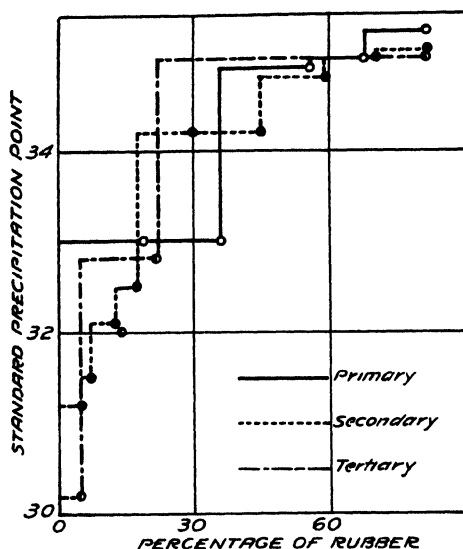 STANDARD PRECIPITATION POINT
34
32
30
0
30
60
Primary
Secondary
Tertiary
PERCENTAGE OF RUBBER